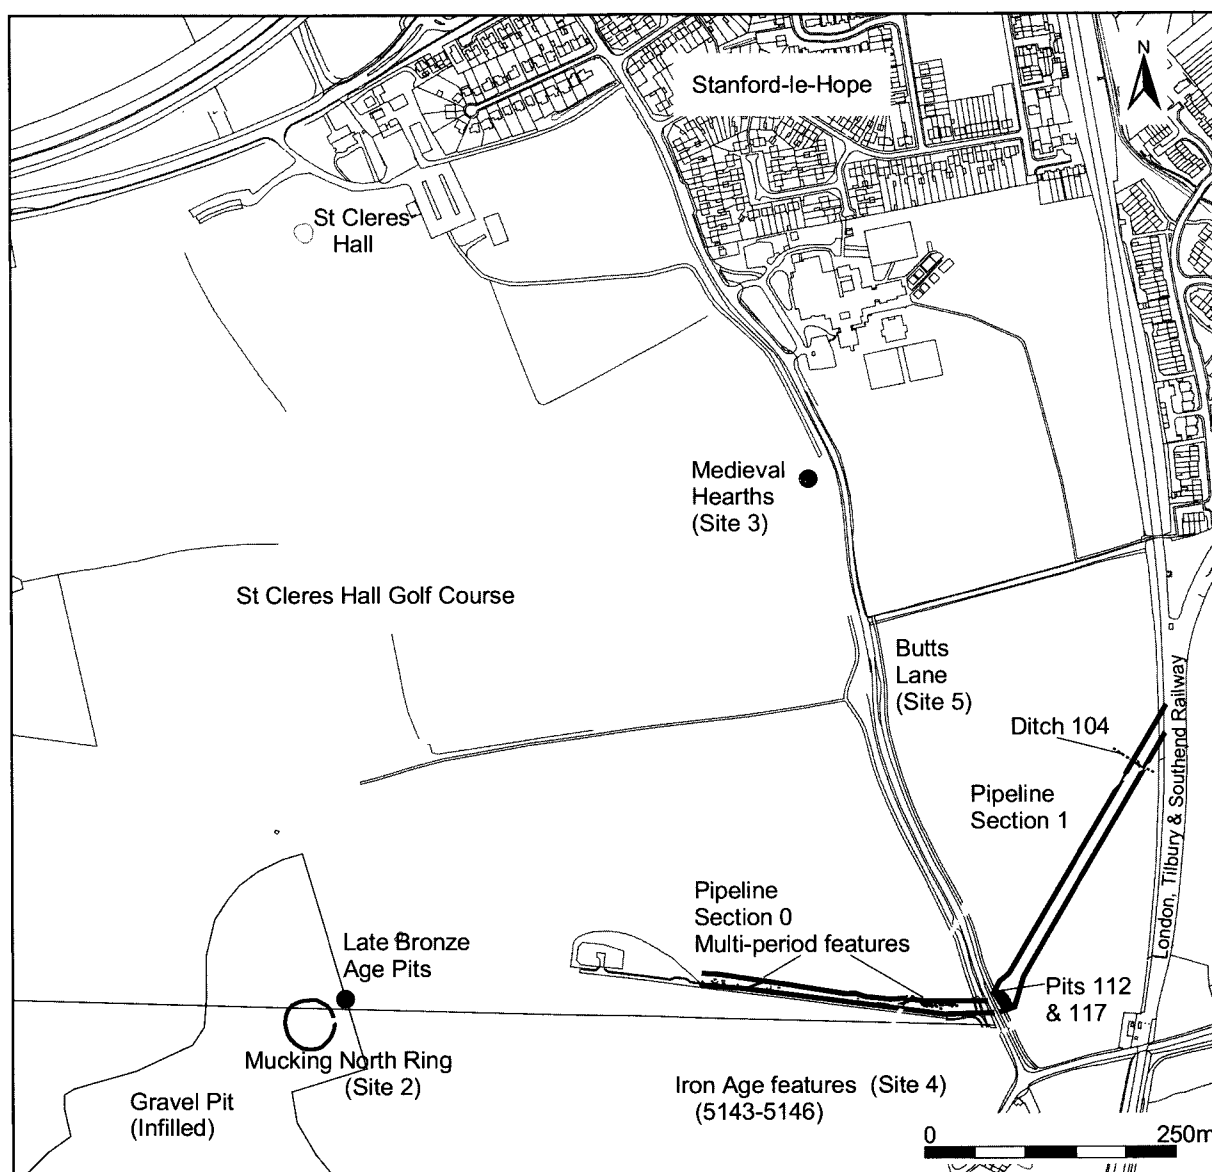 Stanford-le-Hope
N
St Cleres
Hall
Medieval
Hearths
(Site 3)
St Cleres Hall Golf Course
Butts
Lane
(Site 5)
Ditch 104
Pipeline
Section 1
London, Tilbury & Southend Railway
Pipeline
Section 0
Multi-period features
Late Bronze
Age Pits
Pits 112
& 117
Mucking North Ring
(Site 2)
Iron Age features (Site 4)
(5143-5146)
Gravel Pit
(Infilled)
0 250m